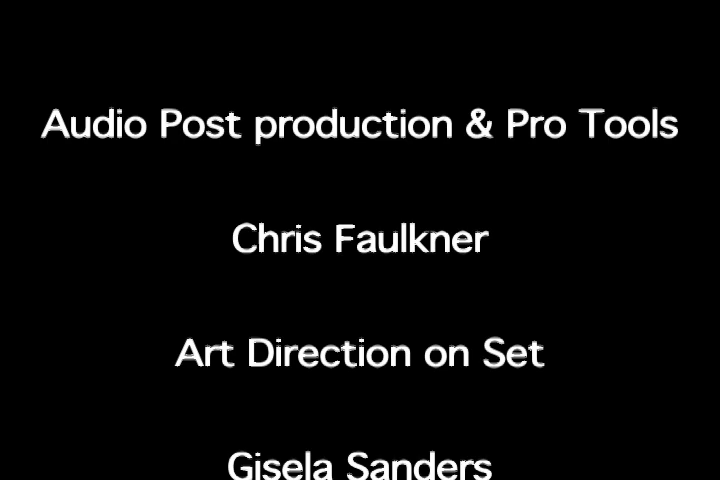 Audio Post production & Pro Tools
Chris Faulkner
Art Direction on Set
Gisela Sanders